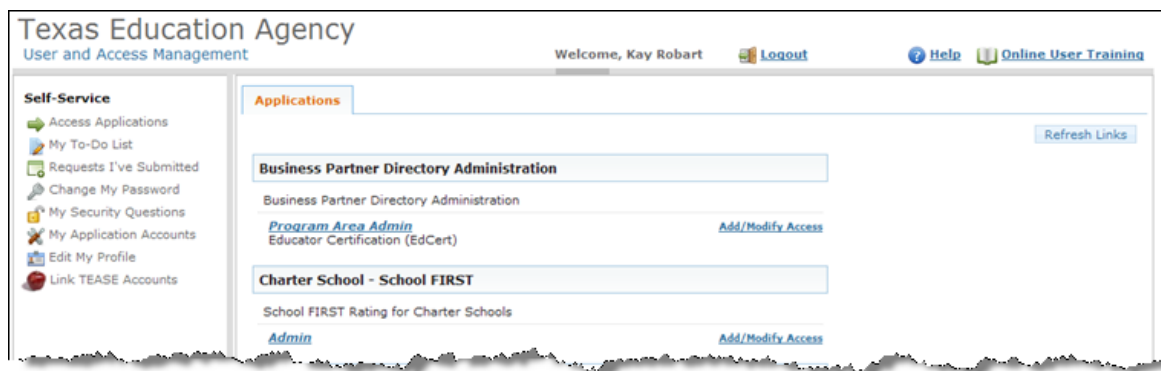 Texas Education Agency
User and Access Management
Welcome, Kay Robart
Logout
Help
Online User Training
Self-Service
Access Applications
My To-Do List
Requests I've Submitted
Change My Password
My Security Questions
My Application Accounts
Edit My Profile
Link TEASE Accounts
Applications
Refresh Links
Business Partner Directory Administration
Business Partner Directory Administration
Program Area Admin
Add/Modify Access
Educator Certification (EdCert)
Charter School - School FIRST
School FIRST Rating for Charter Schools
Admin
Add/Modify Access